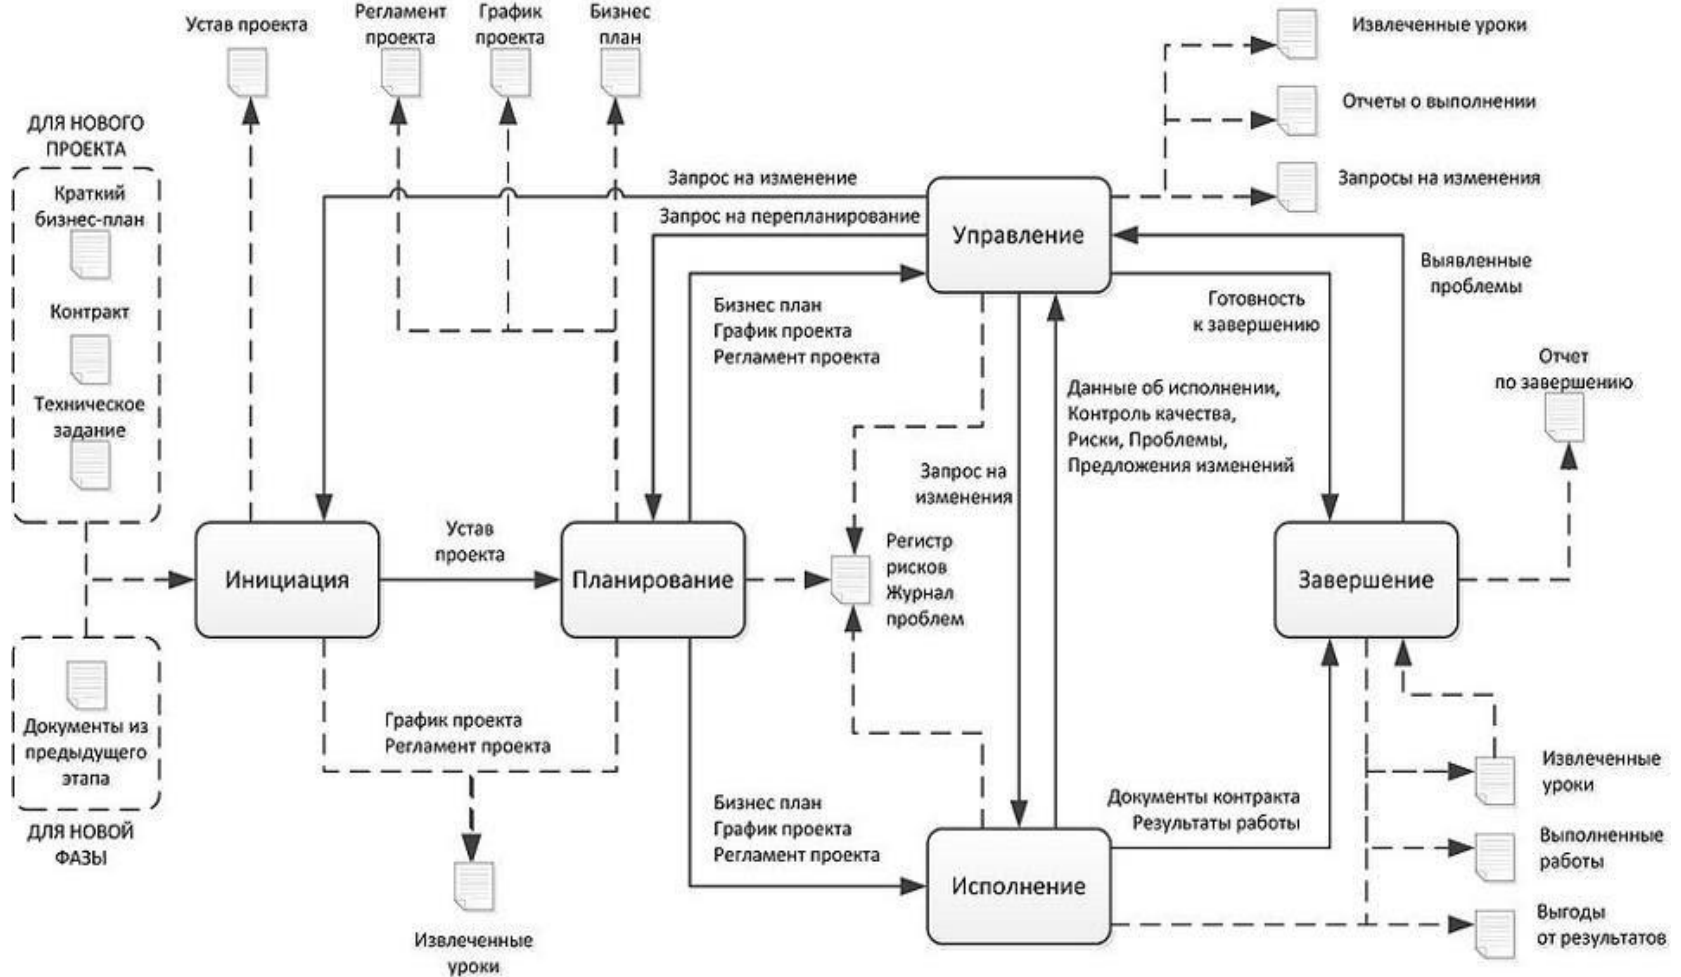 Устав проекта
Регламент
проекта
График
проекта
Бизнес
план
Извлеченные уроки
Отчеты о выполнении
Запросы на изменения
ДЛЯ НОВОГО
ПРОЕКТА
Краткий
бизнес-план
Контракт
Техническое
задание
Запрос на изменение
Запрос на перепланирование
Управление
Выявленные
проблемы
Бизнес план
График проекта
Регламент проекта
Готовность
к завершению
Отчет
по завершению
Данные об исполнении,
Контроль качества,
Риски, Проблемы,
Предложения изменений
Запрос на
изменения
Инициация
Устав
проекта
Планирование
Регистр
рисков
Журнал
проблем
Завершение
Документы из
предыдущего
этапа
ДЛЯ НОВОЙ
ФАЗЫ
График проекта
Регламент проекта
Извлеченные
уроки
Бизнес план
График проекта
Регламент проекта
Исполнение
Документы контракта
Результаты работы
Извлеченные
уроки
Выполненные
работы
Выгоды
от результатов